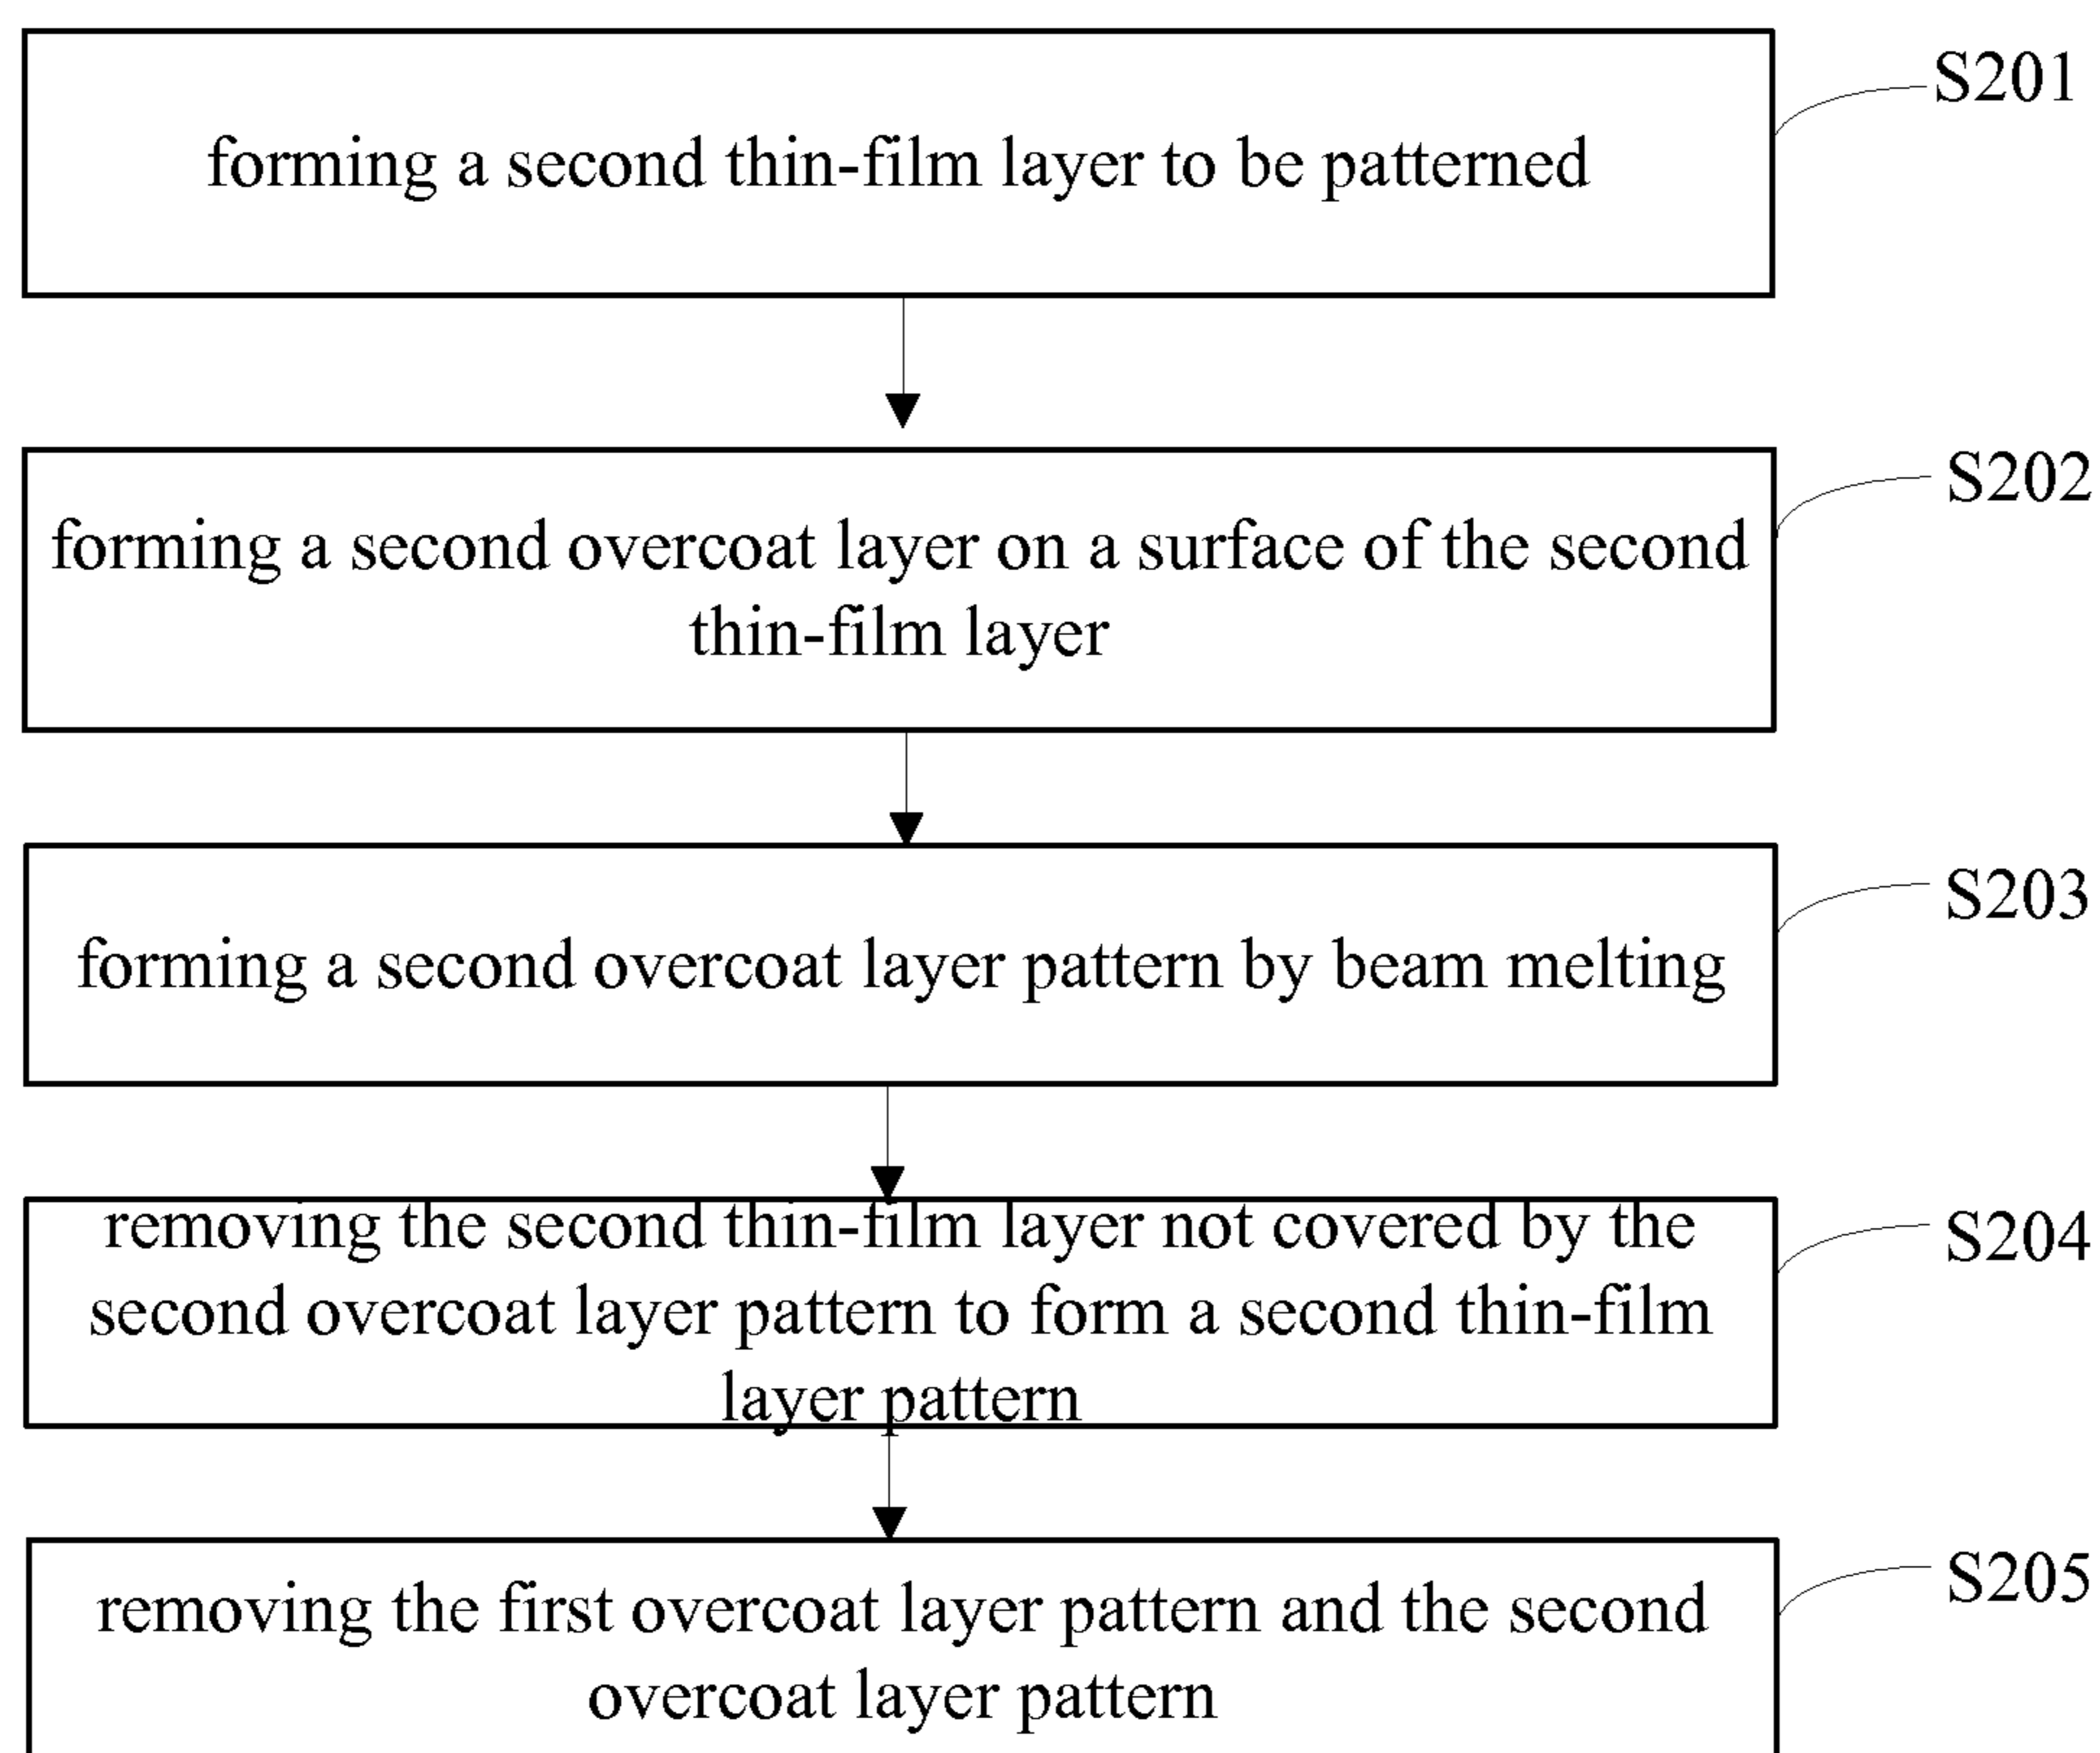 S201
forming a second thin-film layer to be patterned
S202
forming a second overcoat layer on a surface of the second
thin-film layer
S203
forming a second overcoat layer pattern by beam melting
S204
removing the second thin-film layer not covered by the
second overcoat layer pattern to form a second thin-film
layer pattern
S205
removing the first overcoat layer pattern and the second
overcoat layer pattern